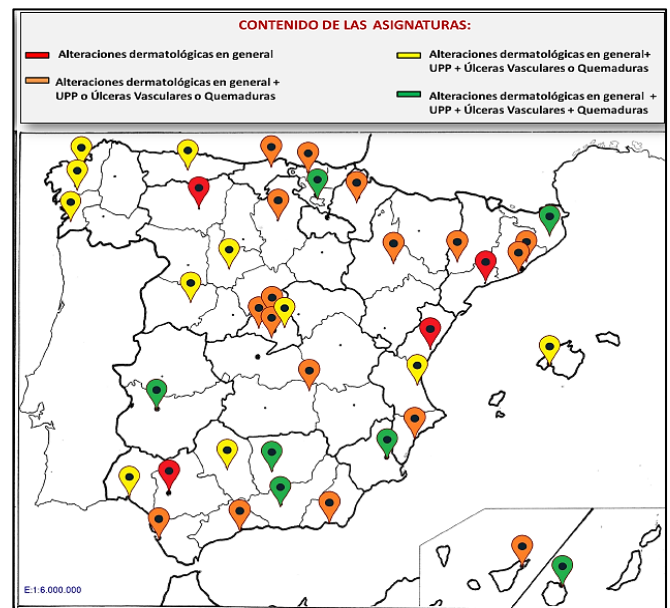 CONTENIDO DE LAS ASIGNATURAS:
Alteraciones dermatológicas en general
Alteraciones dermatológicas en general +
UPP o Úlceras Vasculares o Quemaduras
Alteraciones dermatológicas en general+
UPP + Úlceras Vasculares o Quemaduras
Alteraciones dermatológicas en general +
UPP + Úlceras Vasculares + Quemaduras
E:1:6.000.000